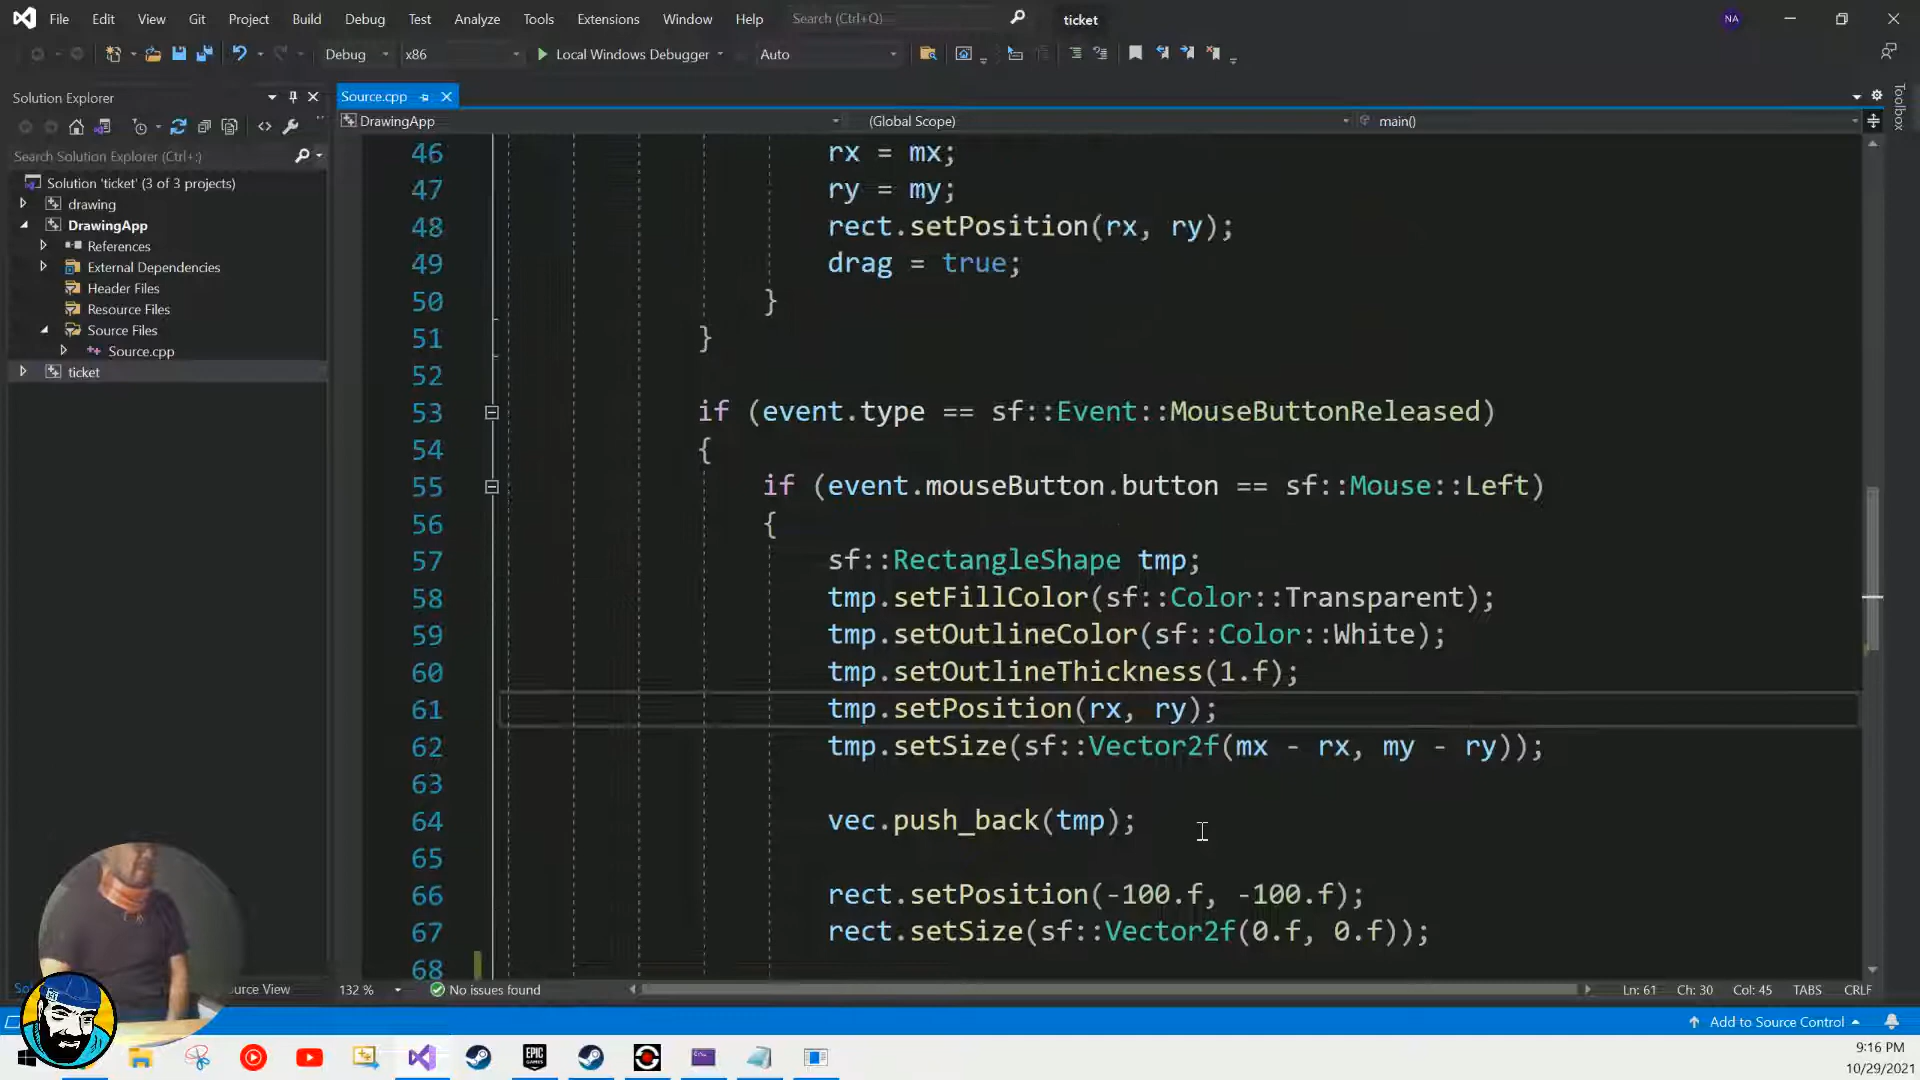 File Edit View Git Project Build Debug Test Analyze Tools Extensions Window Help Search (Ctrl+Q) ticket NA
Debug x86 Local Windows Debugger Auto
Solution Explorer
Source.cpp
Toolbox
DrawingApp (Global Scope) main()
Search Solution Explorer (Ctrl+;)
Solution 'ticket' (3 of 3 projects)
drawing
DrawingApp
References
External Dependencies
Header Files
Resource Files
Source Files
Source.cpp
ticket
46 rx = mx;
47 ry = my;
48 rect.setPosition(rx, ry);
49 drag = true;
50 }
51 }
52
53 if (event.type == sf::Event::MouseButtonReleased)
54 {
55 if (event.mouseButton.button == sf::Mouse::Left)
56 {
57 sf::RectangleShape tmp;
58 tmp.setFillColor(sf::Color::Transparent);
59 tmp.setOutlineColor(sf::Color::White);
60 tmp.setOutlineThickness(1.f);
61 tmp.setPosition(rx, ry);
62 tmp.setSize(sf::Vector2f(mx - rx, my - ry));
63
64 vec.push_back(tmp);
65
66 rect.setPosition(-100.f, -100.f);
67 rect.setSize(sf::Vector2f(0.f, 0.f));
68
So ource View 132 % No issues found Ln: 61 Ch: 30 Col: 45 TABS CRLF
Add to Source Control
9:16 PM
10/29/2021